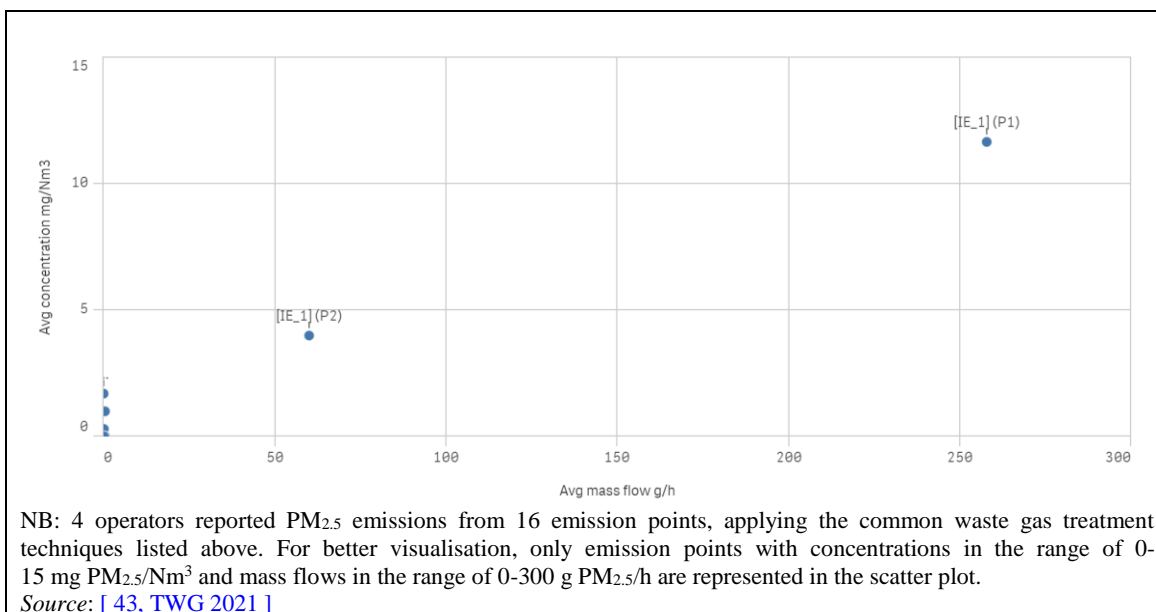 15
[IE_1] (P1)
10
Avg concentration mg/Nm3
5
[IE_1] (P2)
0
0 50 100 150 200 250 300
Avg mass flow g/h
NB: 4 operators reported PM2.5 emissions from 16 emission points, applying the common waste gas treatment
techniques listed above. For better visualisation, only emission points with concentrations in the range of 0-
15 mg PM2.5/Nm3 and mass flows in the range of 0-300 g PM2.5/h are represented in the scatter plot.
Source: [ 43, TWG 2021 ]